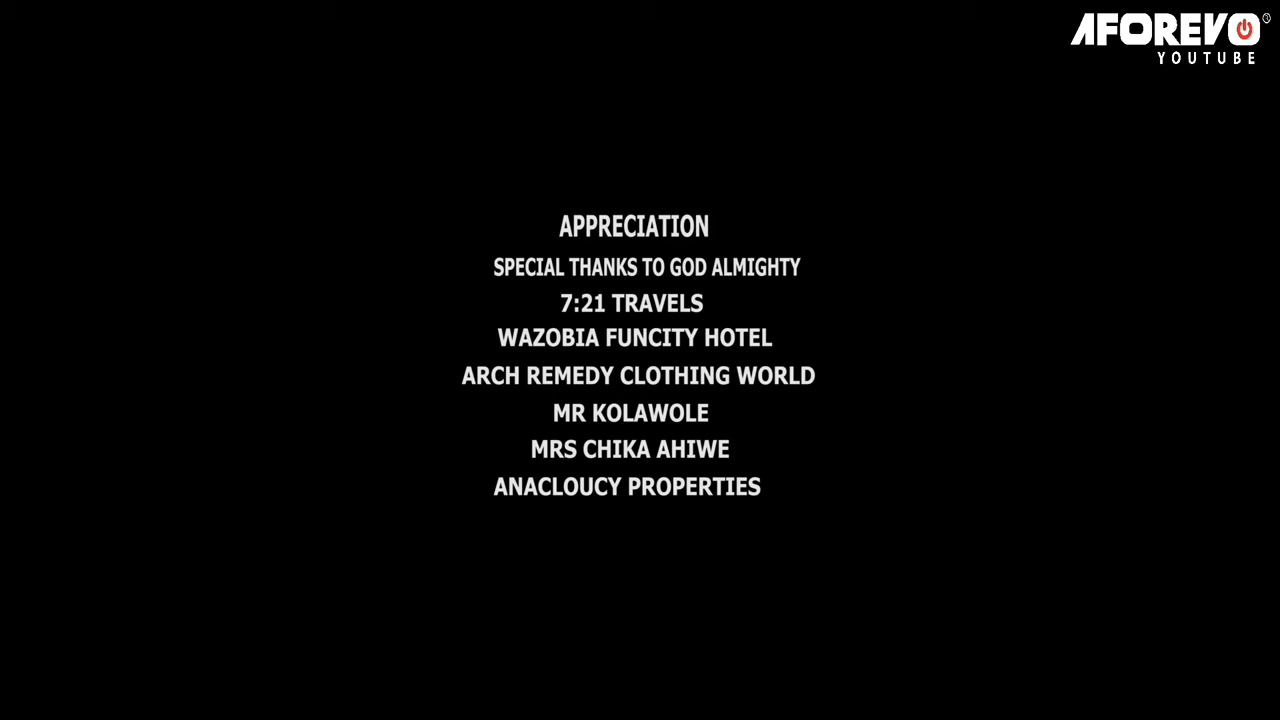 AFOREVO
YOUTUBE
APPRECIATION
SPECIAL THANKS TO GOD ALMIGHTY
7:21 TRAVELS
WAZOBIA FUNCITY HOTEL
ARCH REMEDY CLOTHING WORLD
MR KOLAWOLE
MRS CHIKA AHIWE
ANACLOUCY PROPERTIES